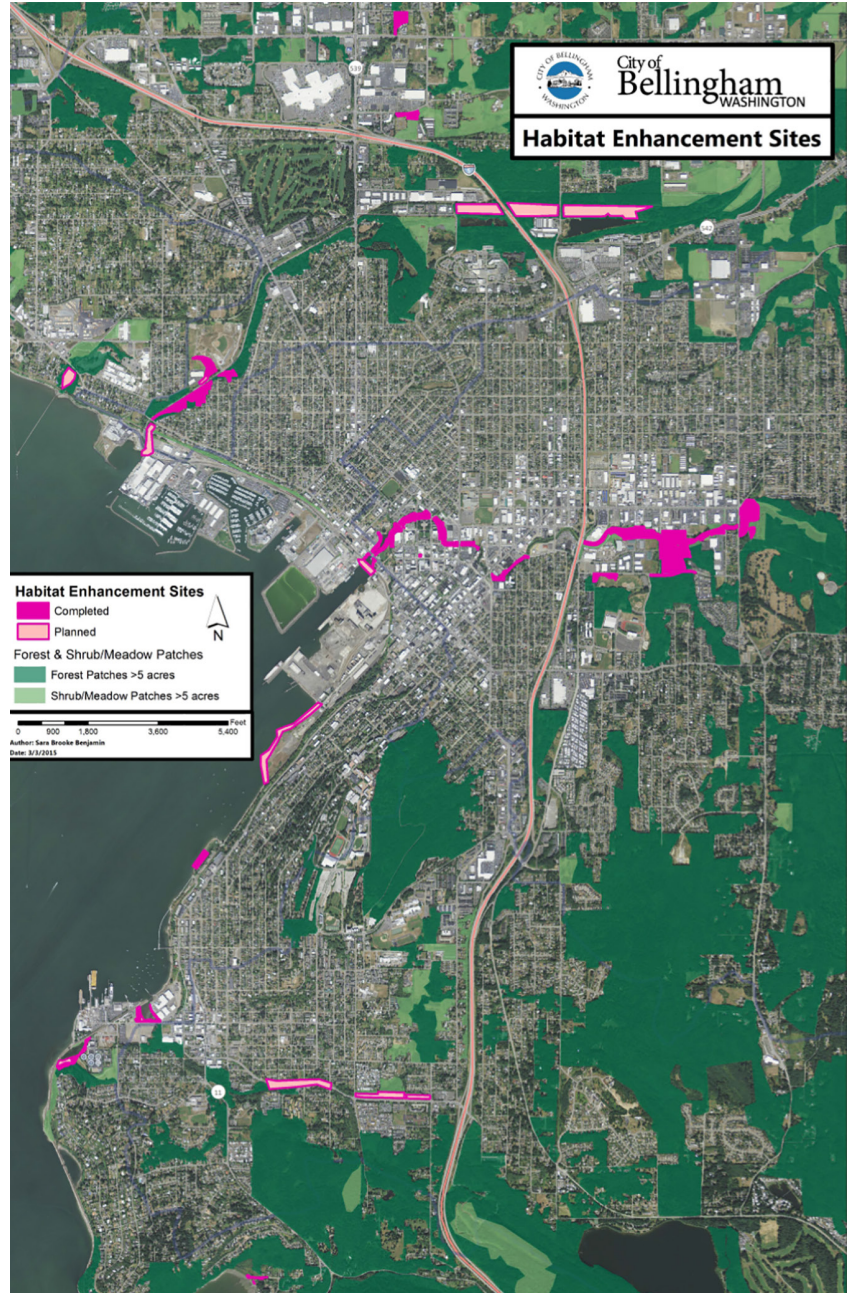 CITY OF BELLINGHAM
WASHINGTON
City of
Bellingham
WASHINGTON
Habitat Enhancement Sites
539
542
Habitat Enhancement Sites
Completed
Planned
N
Forest & Shrub/Meadow Patches
Forest Patches >5 acres
Shrub/Meadow Patches >5 acres
0 900 1,800 3,600 5,400 Feet
Author: Sara Brooke Benjamin
Date: 3/3/2015
11